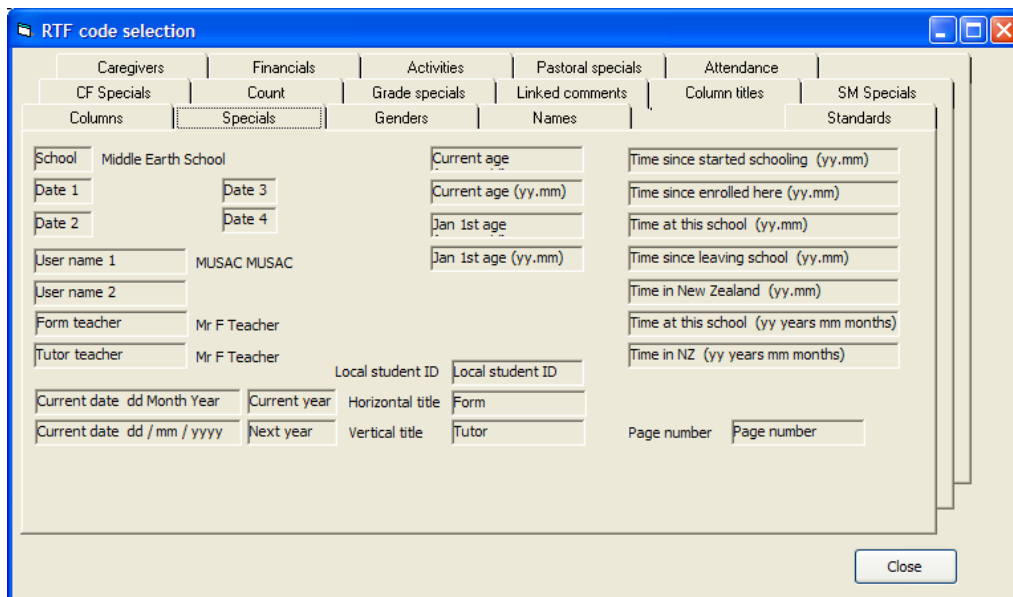 RTF code selection
Caregivers Financials Activities Pastoral specials Attendance
CF Specials Count Grade specials Linked comments Column titles SM Specials
Columns Specials Genders Names Standards
School Middle Earth School Current age Time since started schooling (yy.mm)
Date 1 Date 3 Current age (yy.mm) Time since enrolled here (yy.mm)
Date 2 Date 4 Jan 1st age Time at this school (yy.mm)
User name 1 MUSAC MUSAC Jan 1st age (yy.mm) Time since leaving school (yy.mm)
User name 2 Time in New Zealand (yy.mm)
Form teacher Mr F Teacher Time at this school (yy years mm months)
Tutor teacher Mr F Teacher Time in NZ (yy years mm months)
Local student ID Local student ID
Current date dd Month Year Current year Horizontal title Form
Current date dd / mm / yyyy Next year Vertical title Tutor Page number Page number
Close